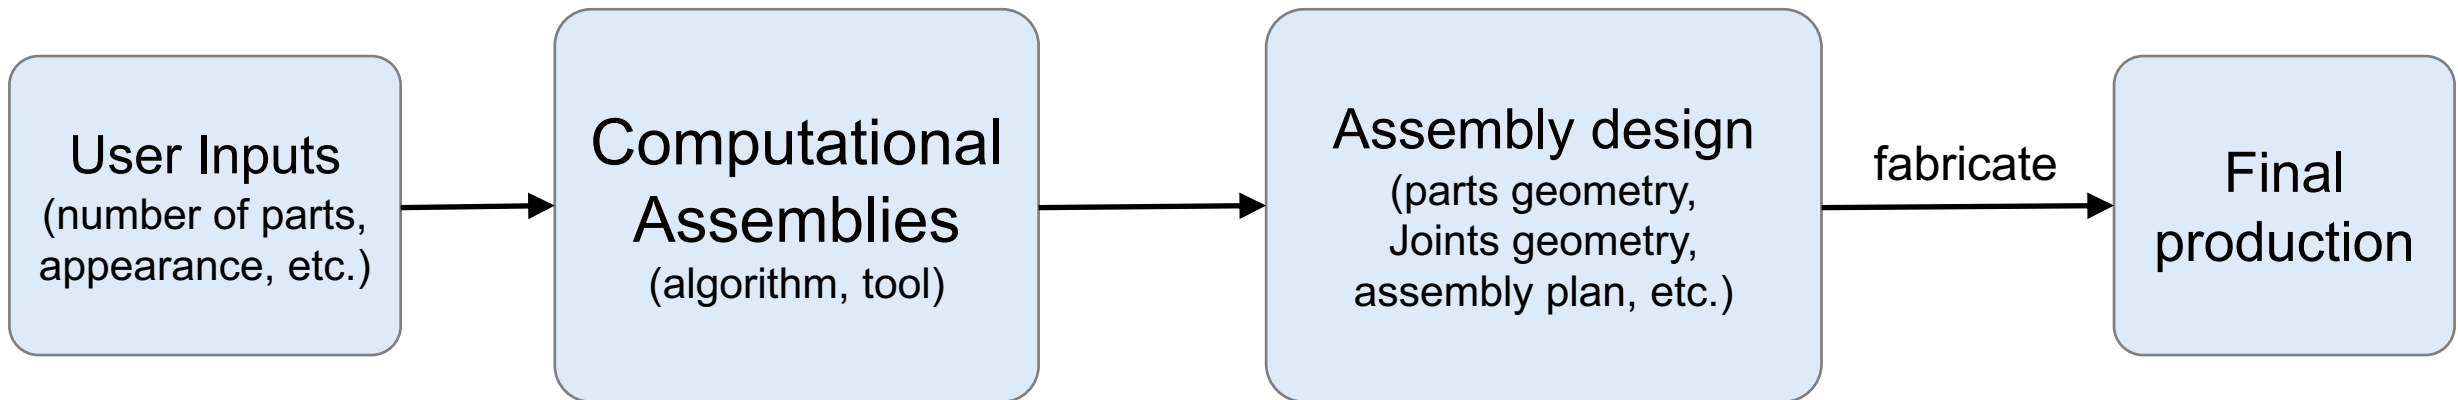 User Inputs
(number of parts,
appearance, etc.)
Computational
Assemblies
(algorithm, tool)
Assembly design
(parts geometry,
Joints geometry,
assembly plan, etc.)
fabricate
Final
production